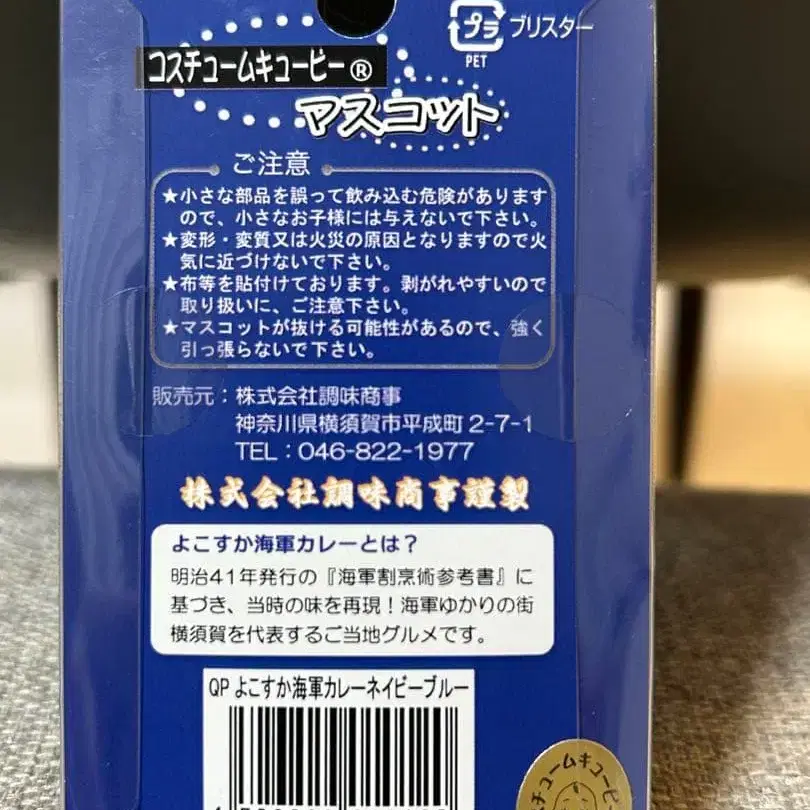 プラ ブリスター
PET
コスチュームキューピー®
マスコット
ご注意
★小さな部品を誤って飲み込む危険があります
ので、小さなお子様には与えないで下さい。
★変形・変質又は火災の原因となりますので火
気に近づけないで下さい。
★布等を貼付けております。剥がれやすいので
取り扱いに、ご注意下さい。
★マスコットが抜ける可能性があるので、強く
引っ張らないで下さい。
販売元：株式会社調味商事
神奈川県横須賀市平成町2-7-1
TEL：046-822-1977
株式会社調味商事謹製
よこすか海軍カレーとは？
明治41年発行の『海軍割烹術参考書』に
基づき、当時の味を再現！海軍ゆかりの街
横須賀を代表するご当地グルメです。
QP よこすか海軍カレーネイビーブルー
チュームキューピー